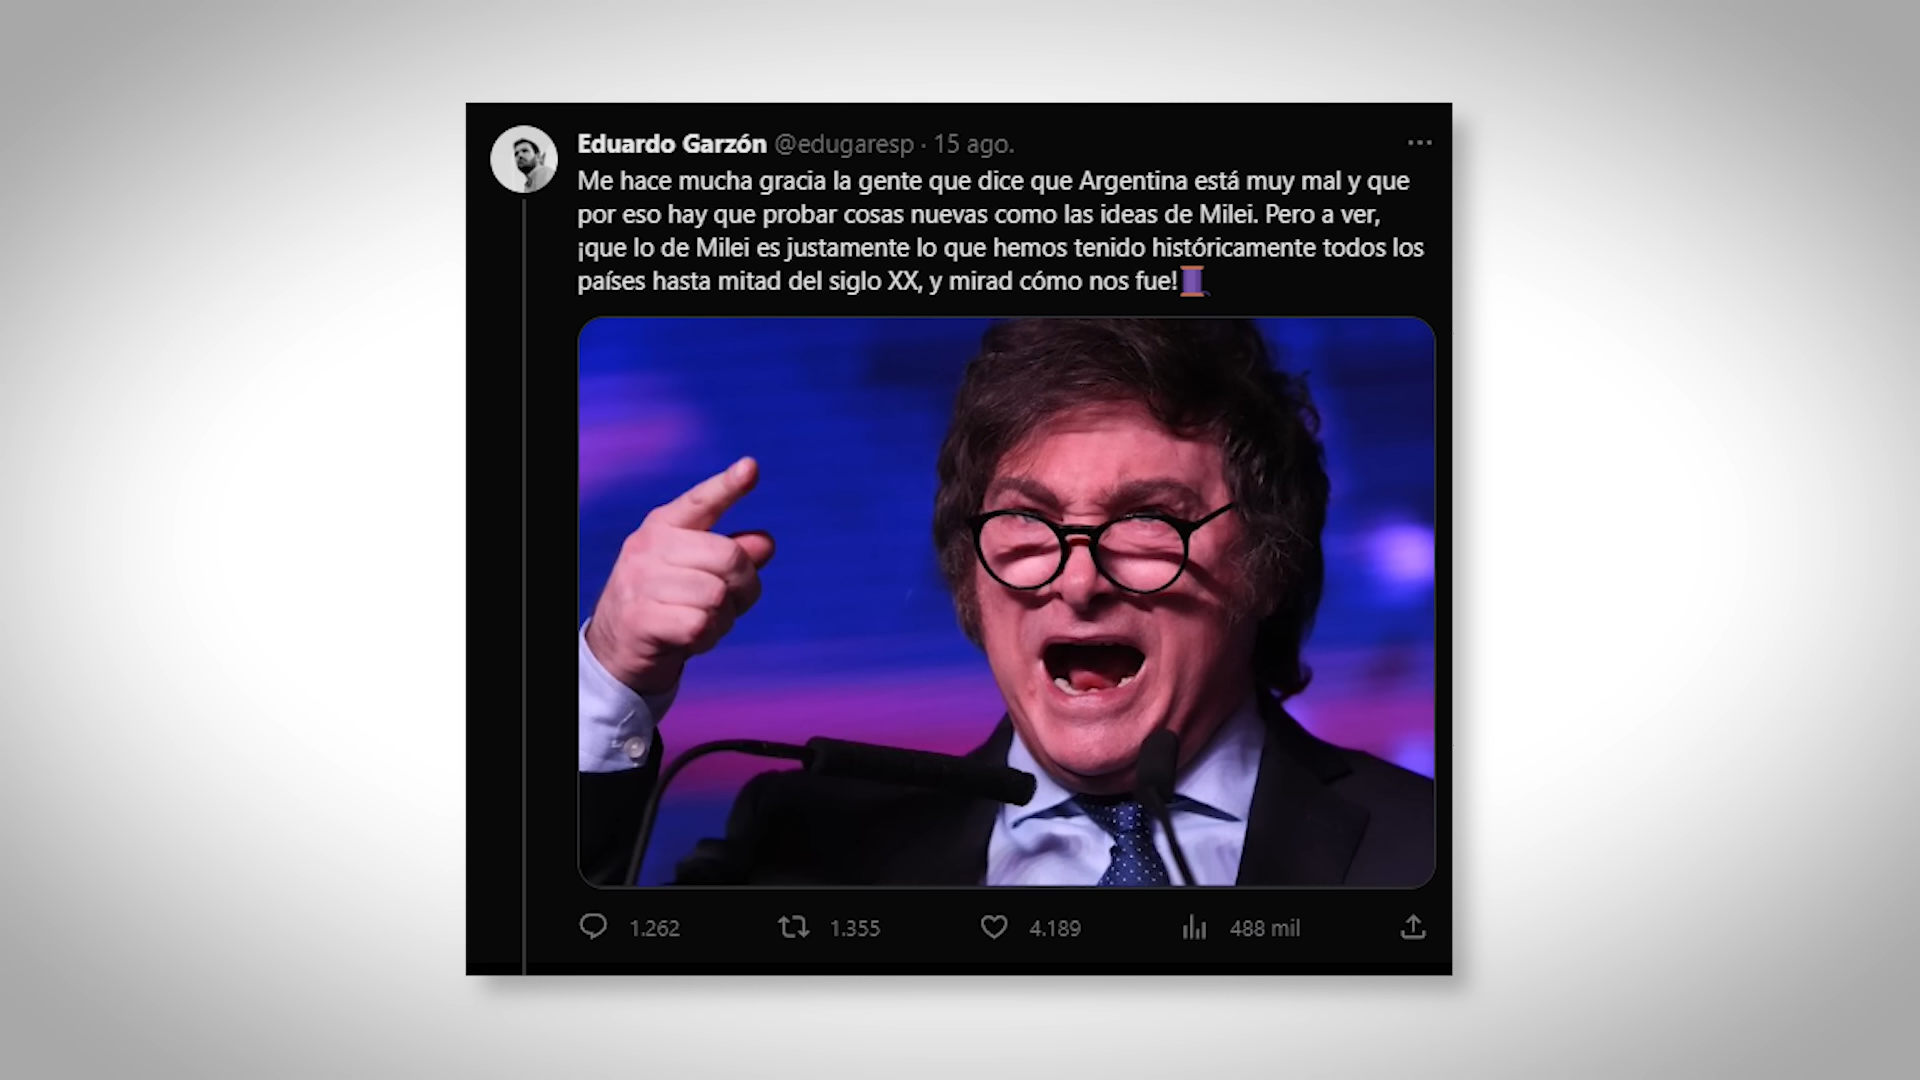 Eduardo Garzón @edugaresp · 15 ago.
Me hace mucha gracia la gente que dice que Argentina está muy mal y que
por eso hay que probar cosas nuevas como las ideas de Milei. Pero a ver,
¡que lo de Milei es justamente lo que hemos tenido históricamente todos los
países hasta mitad del siglo XX, y mirad cómo nos fue!🧵
1.262 1.355 4.189 488 mil